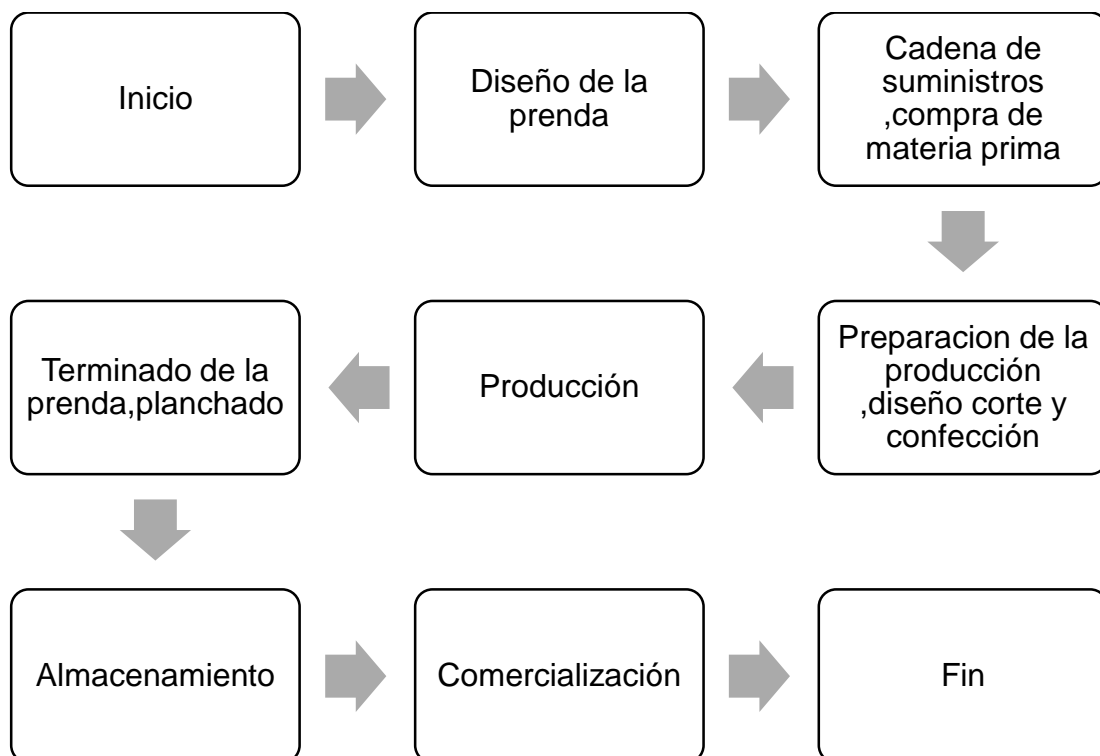 Inicio
Diseño de la
prenda
Cadena de
suministros
,compra de
materia prima
Preparacion de la
producción
,diseño corte y
confección
Producción
Terminado de la
prenda,planchado
Almacenamiento
Comercialización
Fin